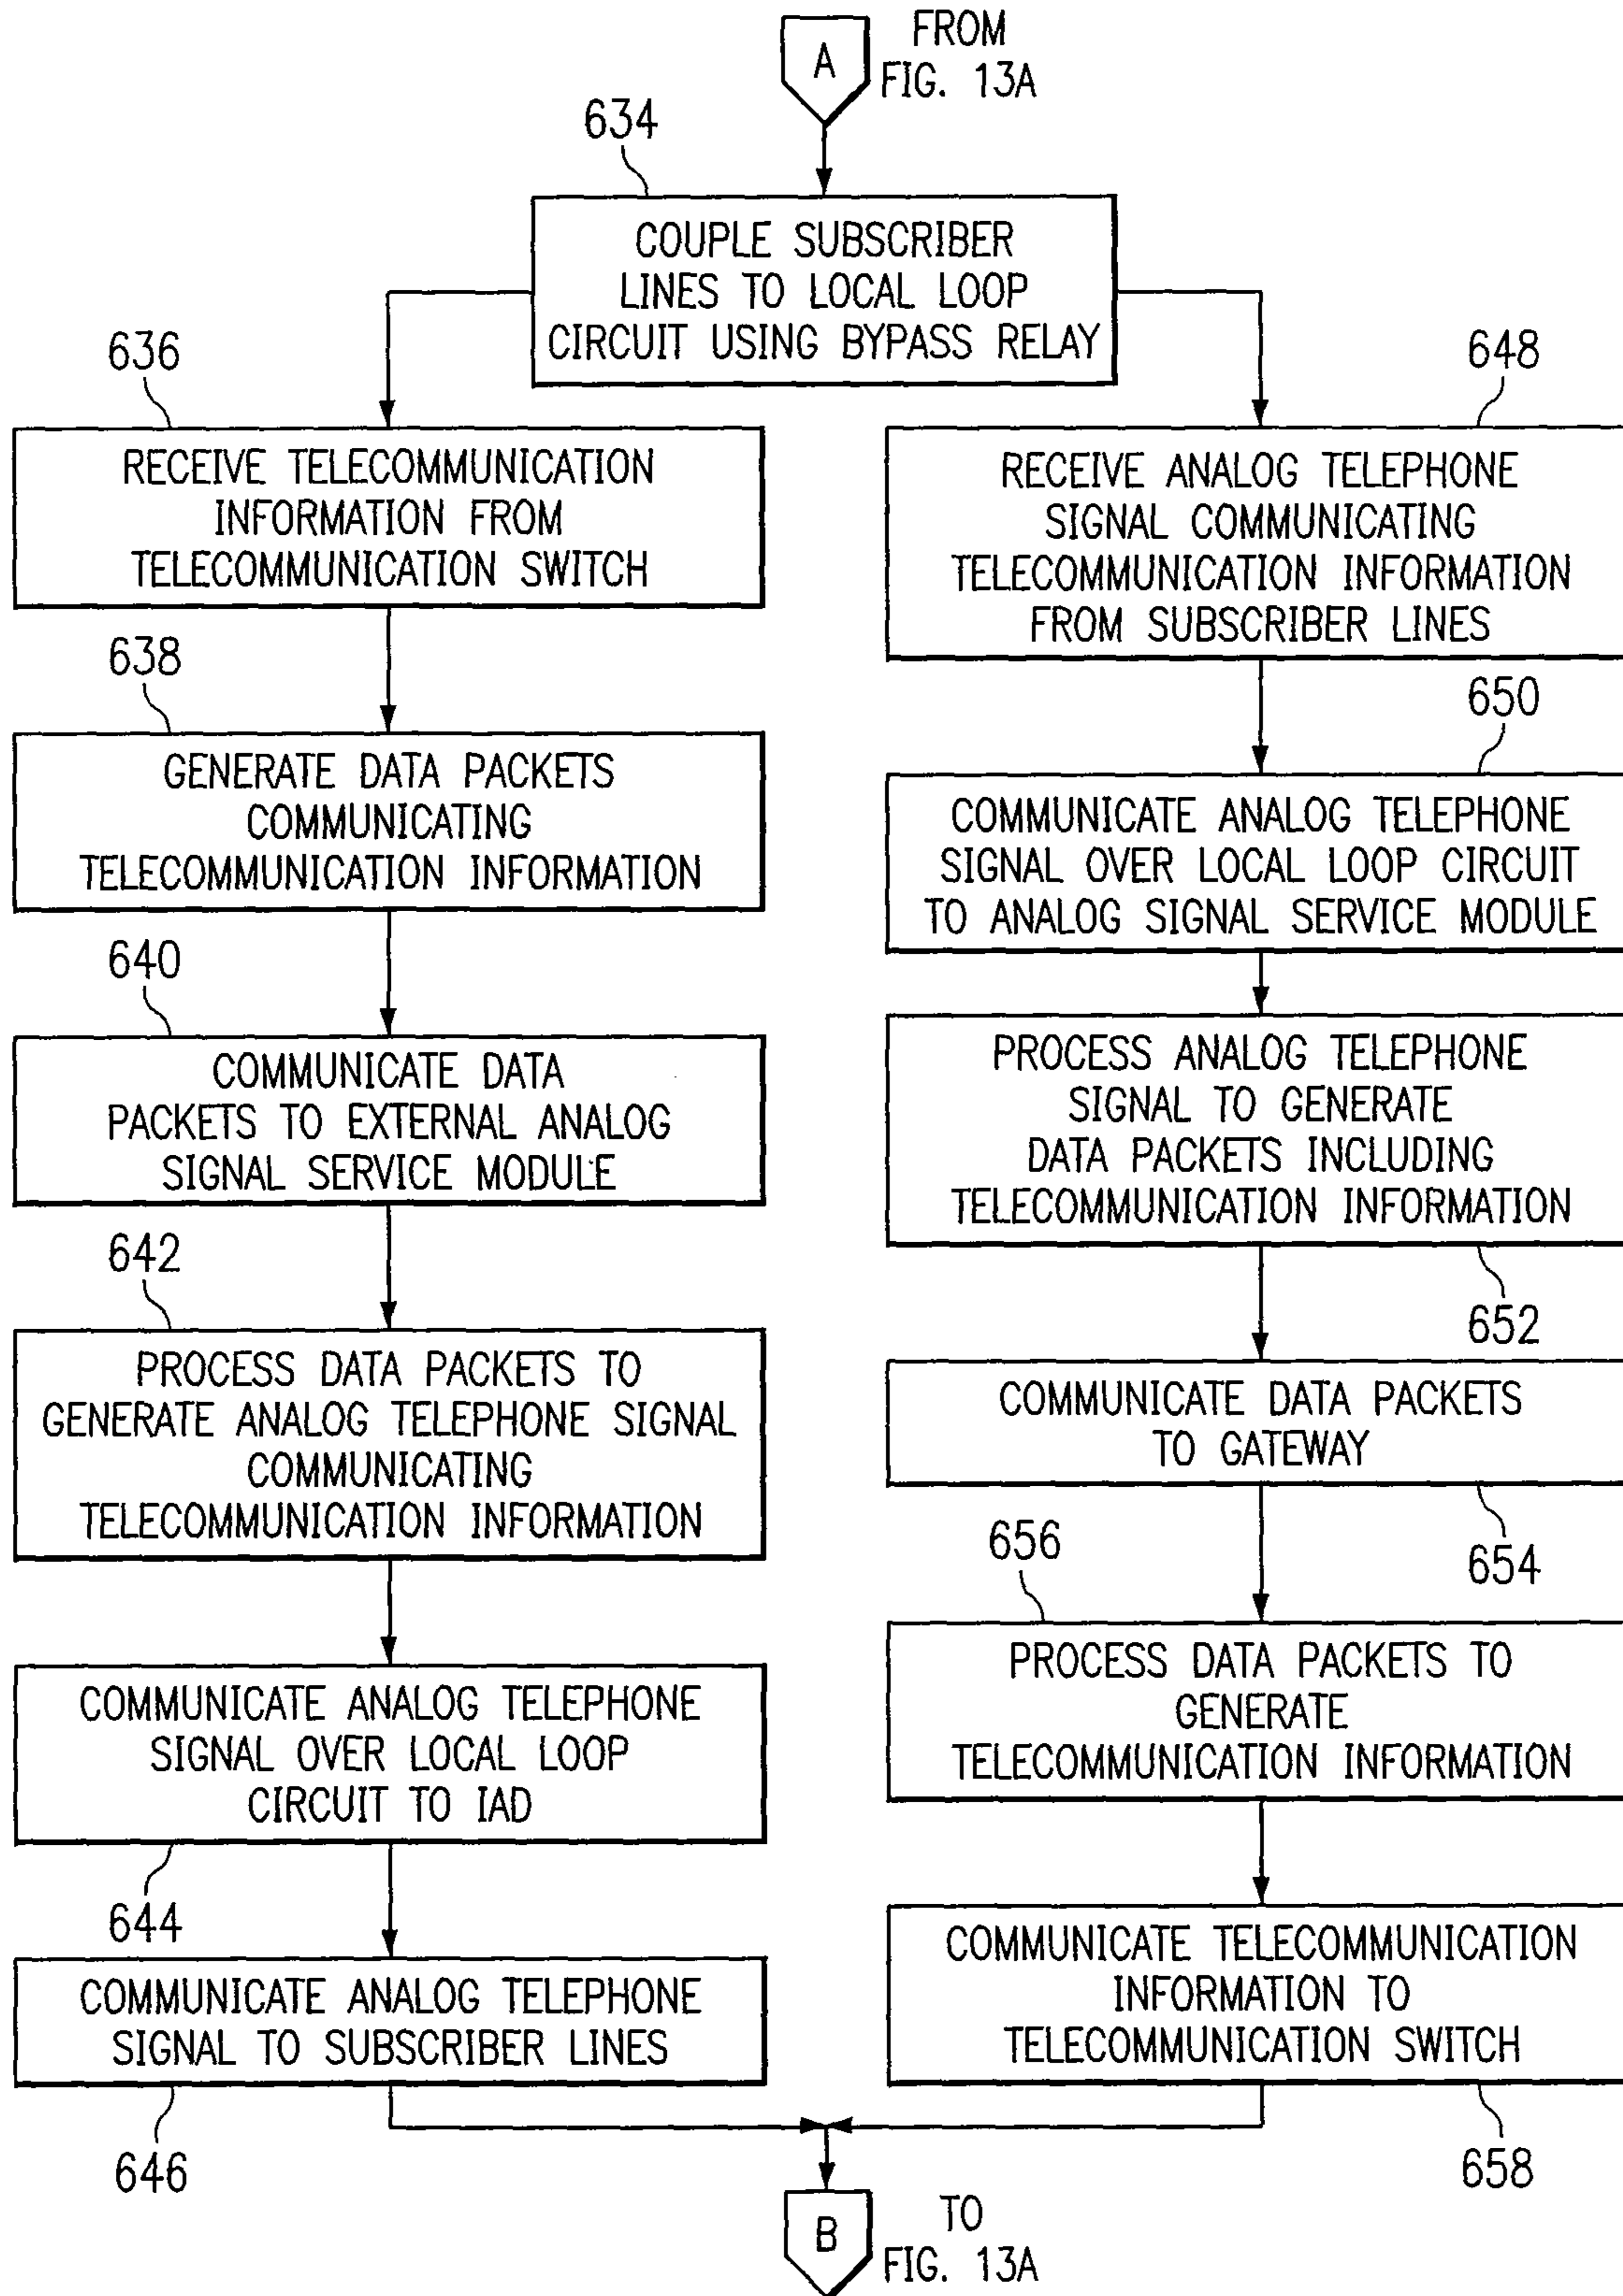 A
FROM
FIG. 13A
634
COUPLE SUBSCRIBER
LINES TO LOCAL LOOP
CIRCUIT USING BYPASS RELAY
636
RECEIVE TELECOMMUNICATION
INFORMATION FROM
TELECOMMUNICATION SWITCH
638
GENERATE DATA PACKETS
COMMUNICATING
TELECOMMUNICATION INFORMATION
640
COMMUNICATE DATA
PACKETS TO EXTERNAL ANALOG
SIGNAL SERVICE MODULE
642
PROCESS DATA PACKETS TO
GENERATE ANALOG TELEPHONE SIGNAL
COMMUNICATING
TELECOMMUNICATION INFORMATION
COMMUNICATE ANALOG TELEPHONE
SIGNAL OVER LOCAL LOOP
CIRCUIT TO IAD
644
COMMUNICATE ANALOG TELEPHONE
SIGNAL TO SUBSCRIBER LINES
646
648
RECEIVE ANALOG TELEPHONE
SIGNAL COMMUNICATING
TELECOMMUNICATION INFORMATION
FROM SUBSCRIBER LINES
650
COMMUNICATE ANALOG TELEPHONE
SIGNAL OVER LOCAL LOOP CIRCUIT
TO ANALOG SIGNAL SERVICE MODULE
PROCESS ANALOG TELEPHONE
SIGNAL TO GENERATE
DATA PACKETS INCLUDING
TELECOMMUNICATION INFORMATION
652
COMMUNICATE DATA PACKETS
TO GATEWAY
654
656
PROCESS DATA PACKETS TO
GENERATE
TELECOMMUNICATION INFORMATION
COMMUNICATE TELECOMMUNICATION
INFORMATION TO
TELECOMMUNICATION SWITCH
658
B
TO
FIG. 13A